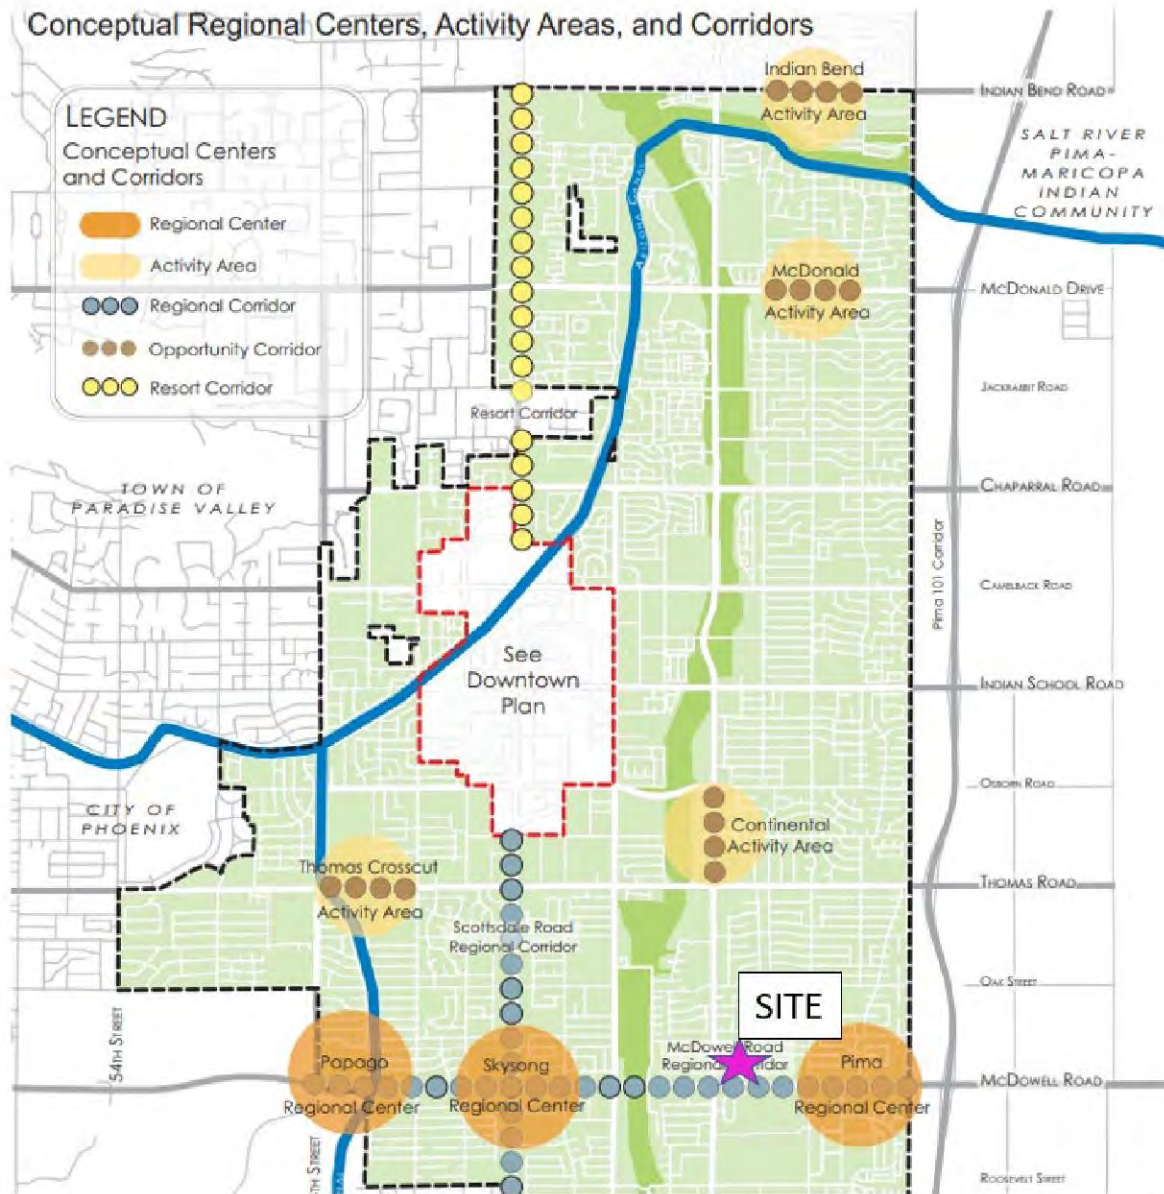 Conceptual Regional Centers, Activity Areas, and Corridors
LEGEND
Conceptual Centers
and Corridors
Regional Center
Activity Area
Regional Corridor
Opportunity Corridor
Resort Corridor
Indian Bend
Activity Area
INDIAN BEND ROAD
SALT RIVER
PIMA-
MARICOPA
INDIAN
COMMUNITY
ARIZONA CANAL
McDonald
Activity Area
McDONALD DRIVE
JACKRABBIT ROAD
Resort Corridor
TOWN OF
PARADISE VALLEY
CHAPARRAL ROAD
Pima 101 Corridor
CAMELBACK ROAD
See
Downtown
Plan
INDIAN SCHOOL ROAD
OSBORN ROAD
CITY OF
PHOENIX
Continental
Activity Area
Thomas Crosscut
Activity Area
THOMAS ROAD
Scottsdale Road
Regional Corridor
OAK STREET
SITE
54TH STREET
McDowell Road
Regional Corridor
Papago
Regional Center
Skysong
Regional Center
Pima
Regional Center
McDOWELL ROAD
TH STREET
ROOSEVELT STREET